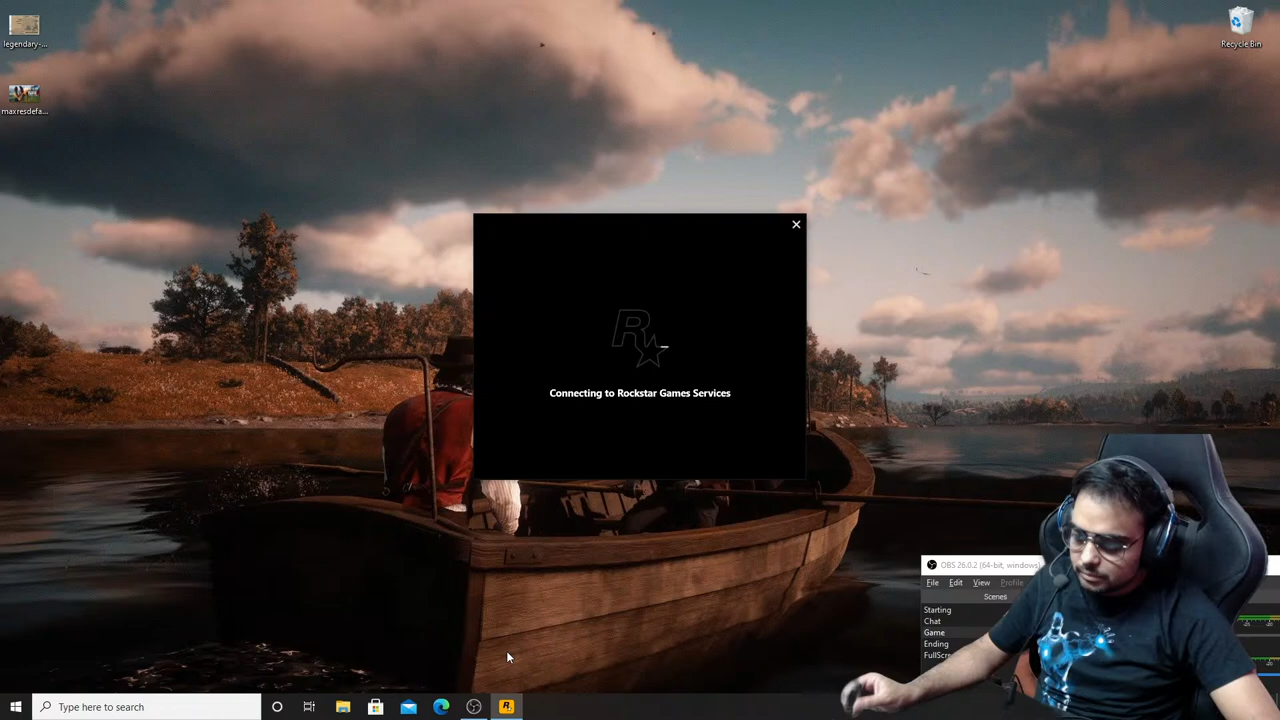 legendary-...
maxresdefa...
Recycle Bin
R
Connecting to Rockstar Games Services
OBS 26.0.2 (64-bit, windows)
File Edit View Profile
Scenes
Starting
Chat
Game
Ending
FullScr
Type here to search
R